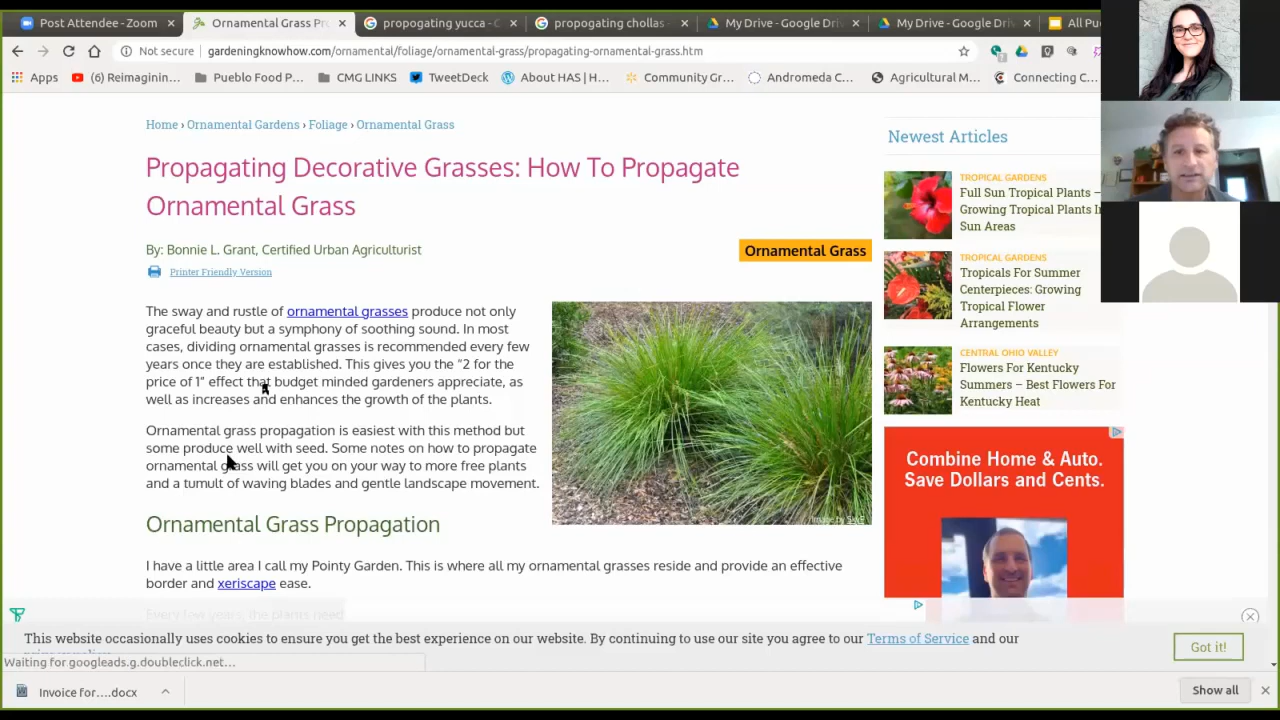 Post Attendee - Zoom
Ornamental Grass Pr
propogating yucca - G
propogating chollas -
My Drive - Google Dri
My Drive - Google Dri
All Pu
Not secure
gardeningknowhow.com/ornamental/foliage/ornamental-grass/propagating-ornamental-grass.htm
Apps
(6) Reimaginin...
Pueblo Food P...
CMG LINKS
TweetDeck
About HAS | H...
Community Gr...
Andromeda C...
Agricultural M...
Connecting C...
Home › Ornamental Gardens › Foliage › Ornamental Grass
Propagating Decorative Grasses: How To Propagate
Ornamental Grass
By: Bonnie L. Grant, Certified Urban Agriculturist
Ornamental Grass
Printer Friendly Version
The sway and rustle of ornamental grasses produce not only
graceful beauty but a symphony of soothing sound. In most
cases, dividing ornamental grasses is recommended every few
years once they are established. This gives you the “2 for the
price of 1” effect that budget minded gardeners appreciate, as
well as increases and enhances the growth of the plants.
Ornamental grass propagation is easiest with this method but
some produce well with seed. Some notes on how to propagate
ornamental grass will get you on your way to more free plants
and a tumult of waving blades and gentle landscape movement.
Image by
Ornamental Grass Propagation
I have a little area I call my Pointy Garden. This is where all my ornamental grasses reside and provide an effective
border and xeriscape ease.
Every few years, the plants need
Newest Articles
TROPICAL GARDENS
Full Sun Tropical Plants –
Growing Tropical Plants In
Sun Areas
TROPICAL GARDENS
Tropicals For Summer
Centerpieces: Growing
Tropical Flower
Arrangements
CENTRAL OHIO VALLEY
Flowers For Kentucky
Summers – Best Flowers For
Kentucky Heat
Combine Home & Auto.
Save Dollars and Cents.
This website occasionally uses cookies to ensure you get the best experience on our website. By continuing to use our site you agree to our Terms of Service and our
Got it!
Waiting for googleads.g.doubleclick.net...
Invoice for....docx
Show all